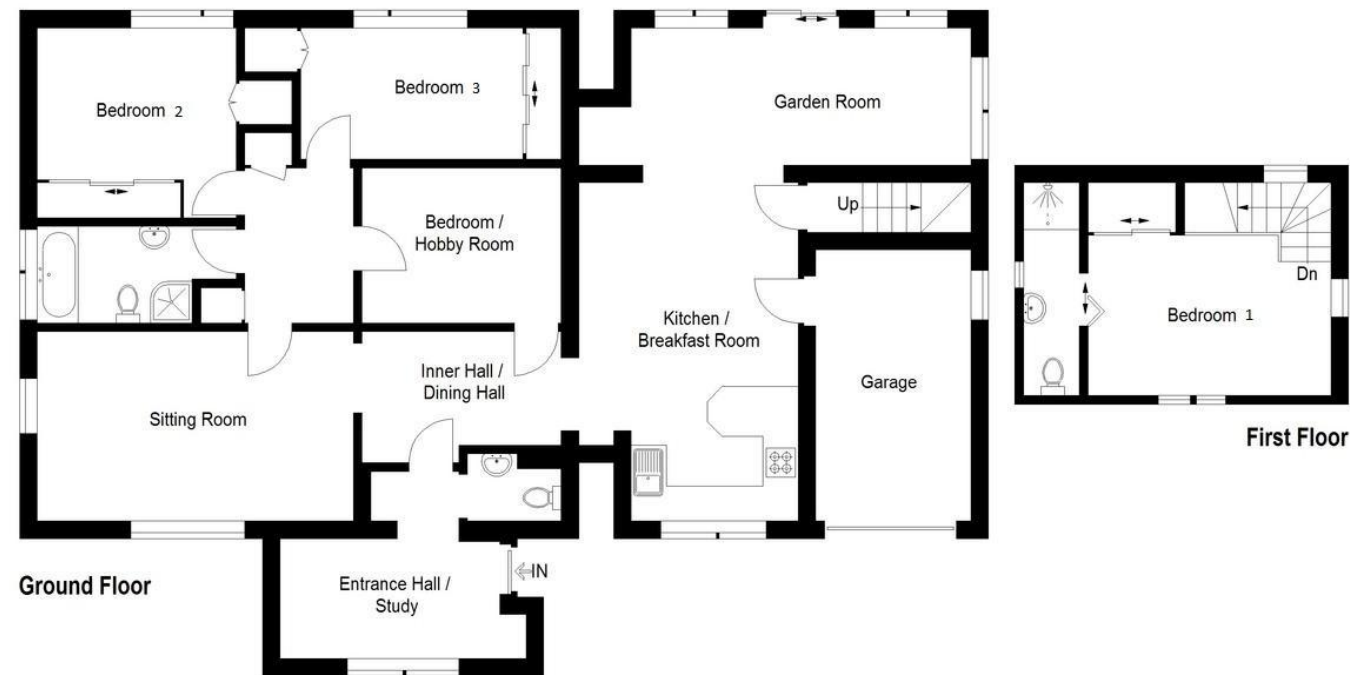 Bedroom 2
Bedroom 3
Garden Room
Bedroom /
Hobby Room
Up
Kitchen /
Breakfast Room
Inner Hall /
Dining Hall
Sitting Room
Garage
Entrance Hall /
Study
IN
Ground Floor
Dn
Bedroom 1
First Floor